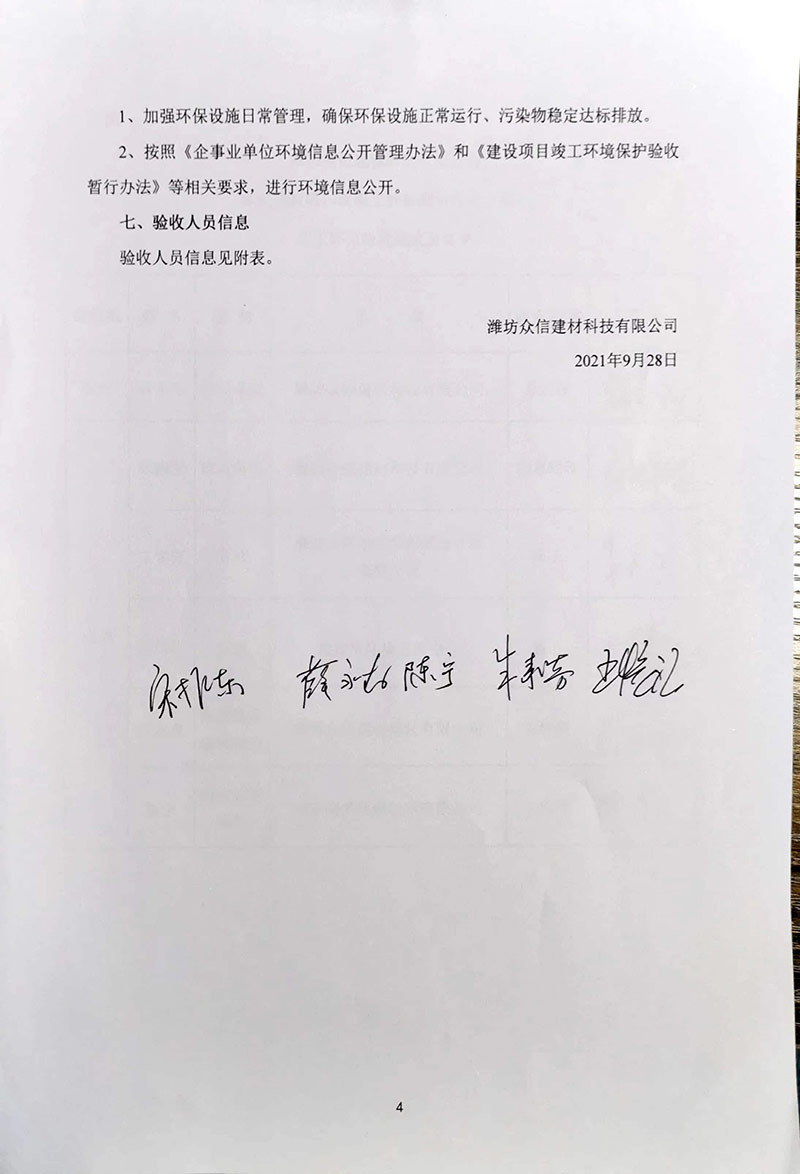 1、加强环保设施日常管理，确保环保设施正常运行、污染物稳定达标排放。
2、按照《企事业单位环境信息公开管理办法》和《建设项目竣工环境保护验收
暂行办法》等相关要求，进行环境信息公开。
七、验收人员信息
验收人员信息见附表。
潍坊众信建材科技有限公司
2021年9月28日
陈宁
4